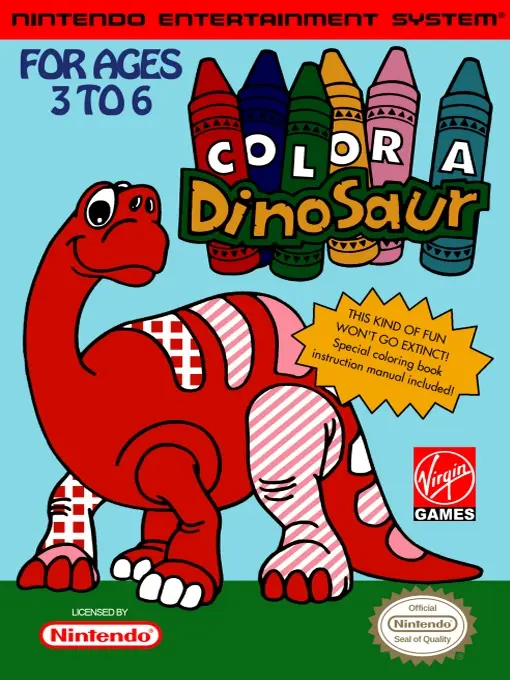 NINTENDO ENTERTAINMENT SYSTEM®
FOR AGES
3 TO 6
COLOR A
DinoSaur
THIS KIND OF FUN
WON'T GO EXTINCT!
Special coloring book
instruction manual included!
Virgin
GAMES
LICENSED BY
Nintendo
Official
Nintendo
Seal of Quality